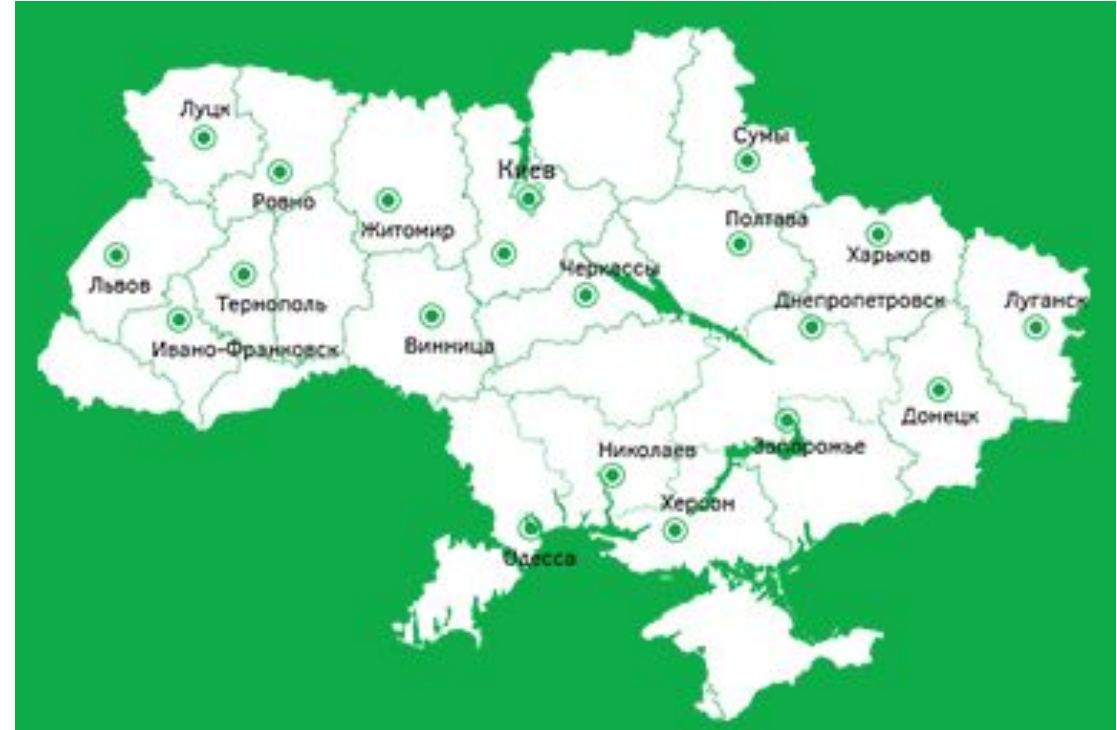 Луцк
Сумы
Киев
Ровно
Полтава
Житомир
Харьков
Черкассы
Львов
Тернополь
Днепропетровск
Луганск
Ивано-Франковск
Винница
Донецк
Николаев
Запорожье
Херсон
Одесса